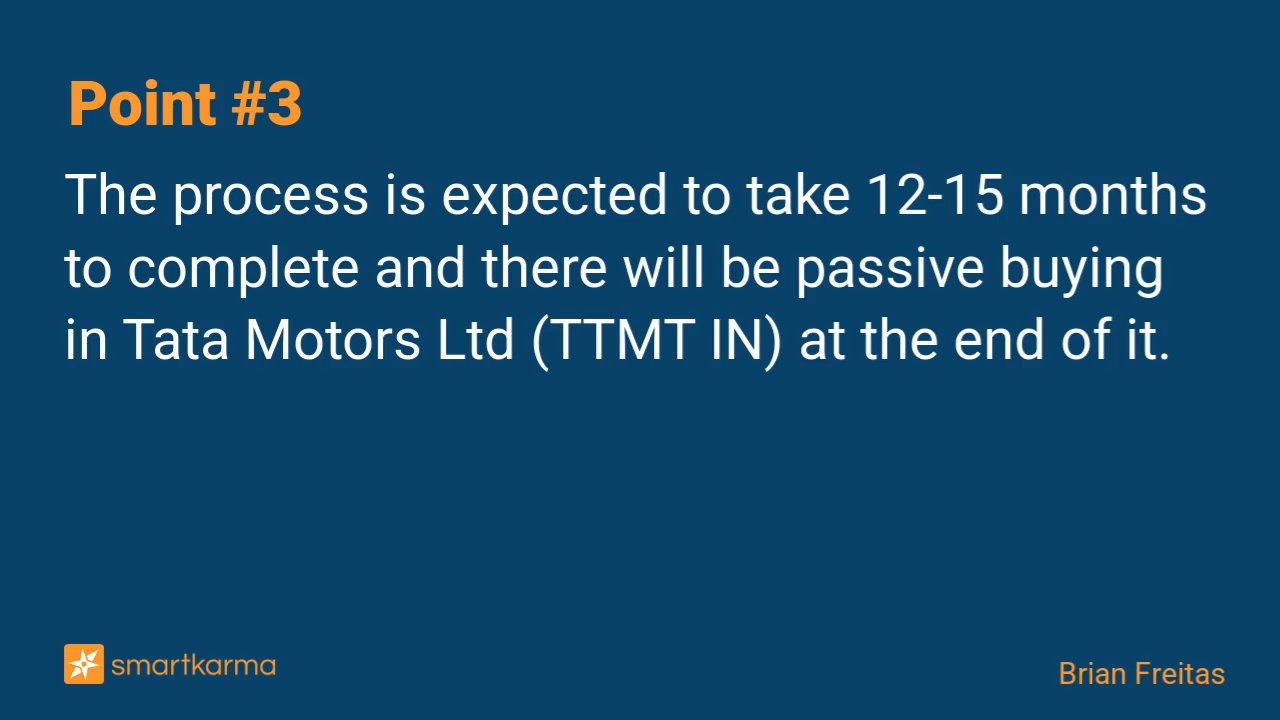 Point #3
The process is expected to take 12-15 months
to complete and there will be passive buying
in Tata Motors Ltd (TTMT IN) at the end of it.
smartkarma
Brian Freitas